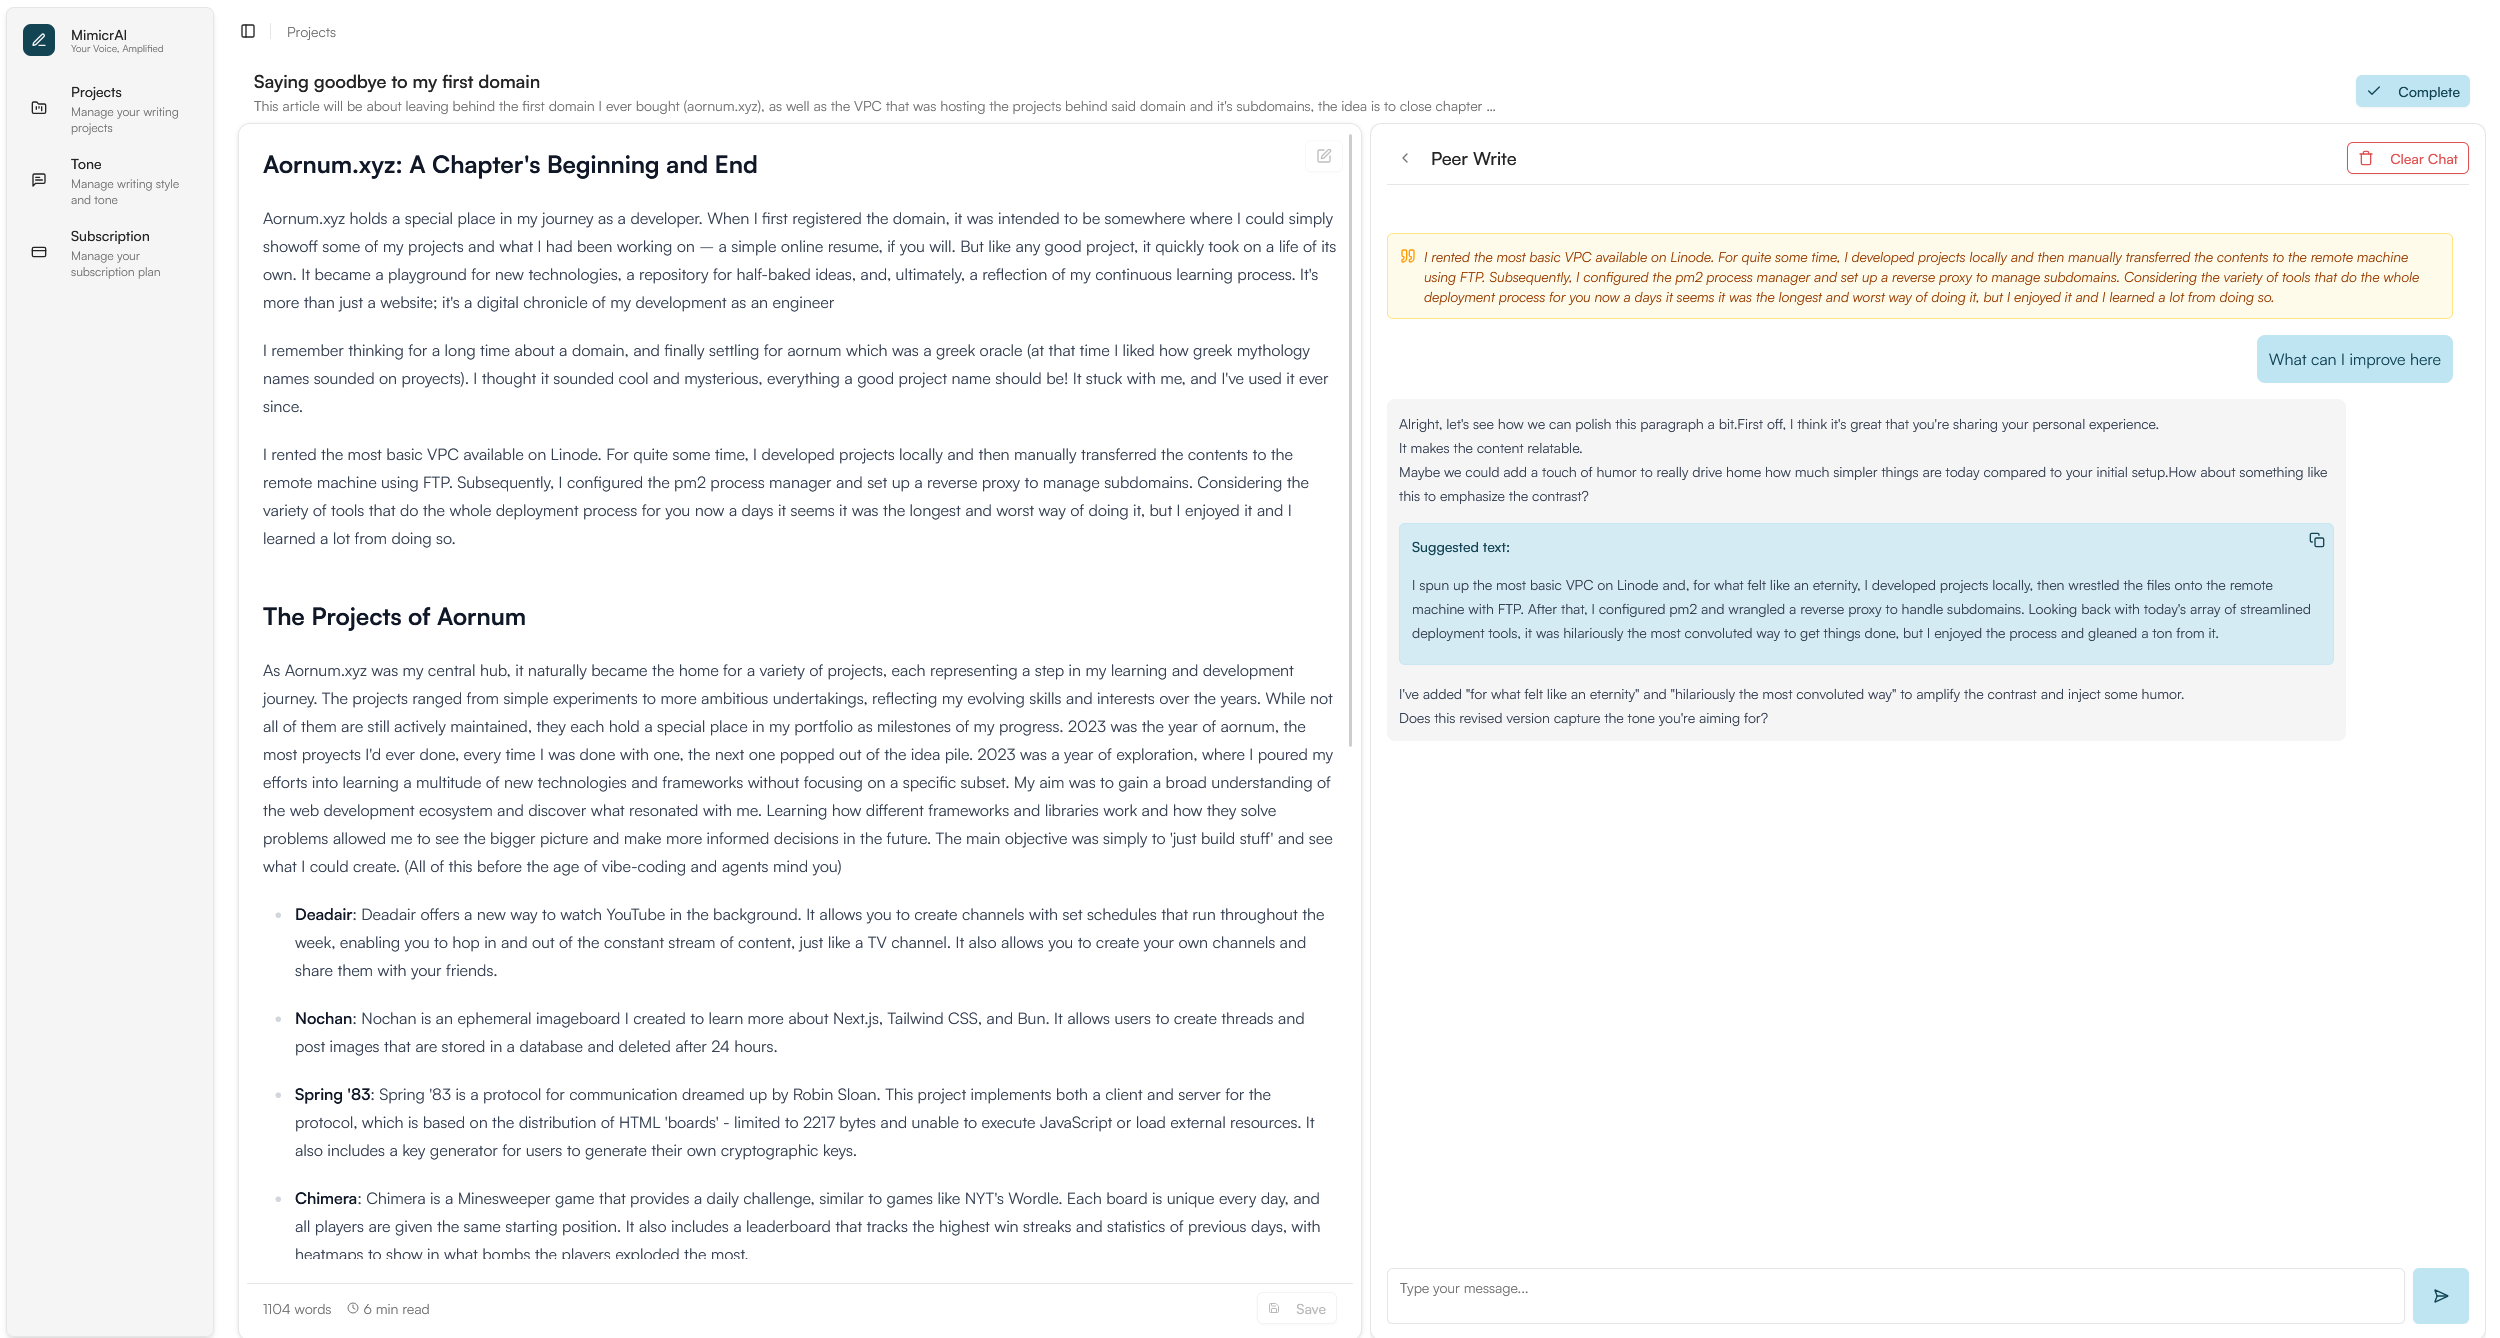 MimicrAI
Your Voice, Amplified
Projects
Manage your writing
projects
Tone
Manage writing style
and tone
Subscription
Manage your
subscription plan
Projects
Saying goodbye to my first domain
This article will be about leaving behind the first domain I ever bought (aornum.xyz), as well as the VPC that was hosting the projects behind said domain and it's subdomains, the idea is to close chapter ...
Complete
Aornum.xyz: A Chapter's Beginning and End
Aornum.xyz holds a special place in my journey as a developer. When I first registered the domain, it was intended to be somewhere where I could simply
showoff some of my projects and what I had been working on — a simple online resume, if you will. But like any good project, it quickly took on a life of its
own. It became a playground for new technologies, a repository for half-baked ideas, and, ultimately, a reflection of my continuous learning process. It's
more than just a website; it's a digital chronicle of my development as an engineer
I remember thinking for a long time about a domain, and finally settling for aornum which was a greek oracle (at that time I liked how greek mythology
names sounded on proyects). I thought it sounded cool and mysterious, everything a good project name should be! It stuck with me, and I've used it ever
since.
I rented the most basic VPC available on Linode. For quite some time, I developed projects locally and then manually transferred the contents to the
remote machine using FTP. Subsequently, I configured the pm2 process manager and set up a reverse proxy to manage subdomains. Considering the
variety of tools that do the whole deployment process for you now a days it seems it was the longest and worst way of doing it, but I enjoyed it and I
learned a lot from doing so.
The Projects of Aornum
As Aornum.xyz was my central hub, it naturally became the home for a variety of projects, each representing a step in my learning and development
journey. The projects ranged from simple experiments to more ambitious undertakings, reflecting my evolving skills and interests over the years. While not
all of them are still actively maintained, they each hold a special place in my portfolio as milestones of my progress. 2023 was the year of aornum, the
most proyects I'd ever done, every time I was done with one, the next one popped out of the idea pile. 2023 was a year of exploration, where I poured my
efforts into learning a multitude of new technologies and frameworks without focusing on a specific subset. My aim was to gain a broad understanding of
the web development ecosystem and discover what resonated with me. Learning how different frameworks and libraries work and how they solve
problems allowed me to see the bigger picture and make more informed decisions in the future. The main objective was simply to 'just build stuff' and see
what I could create. (All of this before the age of vibe-coding and agents mind you)
Deadair: Deadair offers a new way to watch YouTube in the background. It allows you to create channels with set schedules that run throughout the
week, enabling you to hop in and out of the constant stream of content, just like a TV channel. It also allows you to create your own channels and
share them with your friends.
Nochan: Nochan is an ephemeral imageboard I created to learn more about Next.js, Tailwind CSS, and Bun. It allows users to create threads and
post images that are stored in a database and deleted after 24 hours.
Spring '83: Spring '83 is a protocol for communication dreamed up by Robin Sloan. This project implements both a client and server for the
protocol, which is based on the distribution of HTML 'boards' - limited to 2217 bytes and unable to execute JavaScript or load external resources. It
also includes a key generator for users to generate their own cryptographic keys.
Chimera: Chimera is a Minesweeper game that provides a daily challenge, similar to games like NYT's Wordle. Each board is unique every day, and
all players are given the same starting position. It also includes a leaderboard that tracks the highest win streaks and statistics of previous days, with
heatmaps to show in what bombs the players exploded the most.
1104 words
6 min read
Save
Peer Write
Clear Chat
I rented the most basic VPC available on Linode. For quite some time, I developed projects locally and then manually transferred the contents to the remote machine
using FTP. Subsequently, I configured the pm2 process manager and set up a reverse proxy to manage subdomains. Considering the variety of tools that do the whole
deployment process for you now a days it seems it was the longest and worst way of doing it, but I enjoyed it and I learned a lot from doing so.
What can I improve here
Alright, let's see how we can polish this paragraph a bit.First off, I think it's great that you're sharing your personal experience.
It makes the content relatable.
Maybe we could add a touch of humor to really drive home how much simpler things are today compared to your initial setup.How about something like
this to emphasize the contrast?
Suggested text:
I spun up the most basic VPC on Linode and, for what felt like an eternity, I developed projects locally, then wrestled the files onto the remote
machine with FTP. After that, I configured pm2 and wrangled a reverse proxy to handle subdomains. Looking back with today's array of streamlined
deployment tools, it was hilariously the most convoluted way to get things done, but I enjoyed the process and gleaned a ton from it.
I've added "for what felt like an eternity" and "hilariously the most convoluted way" to amplify the contrast and inject some humor.
Does this revised version capture the tone you're aiming for?
Type your message...